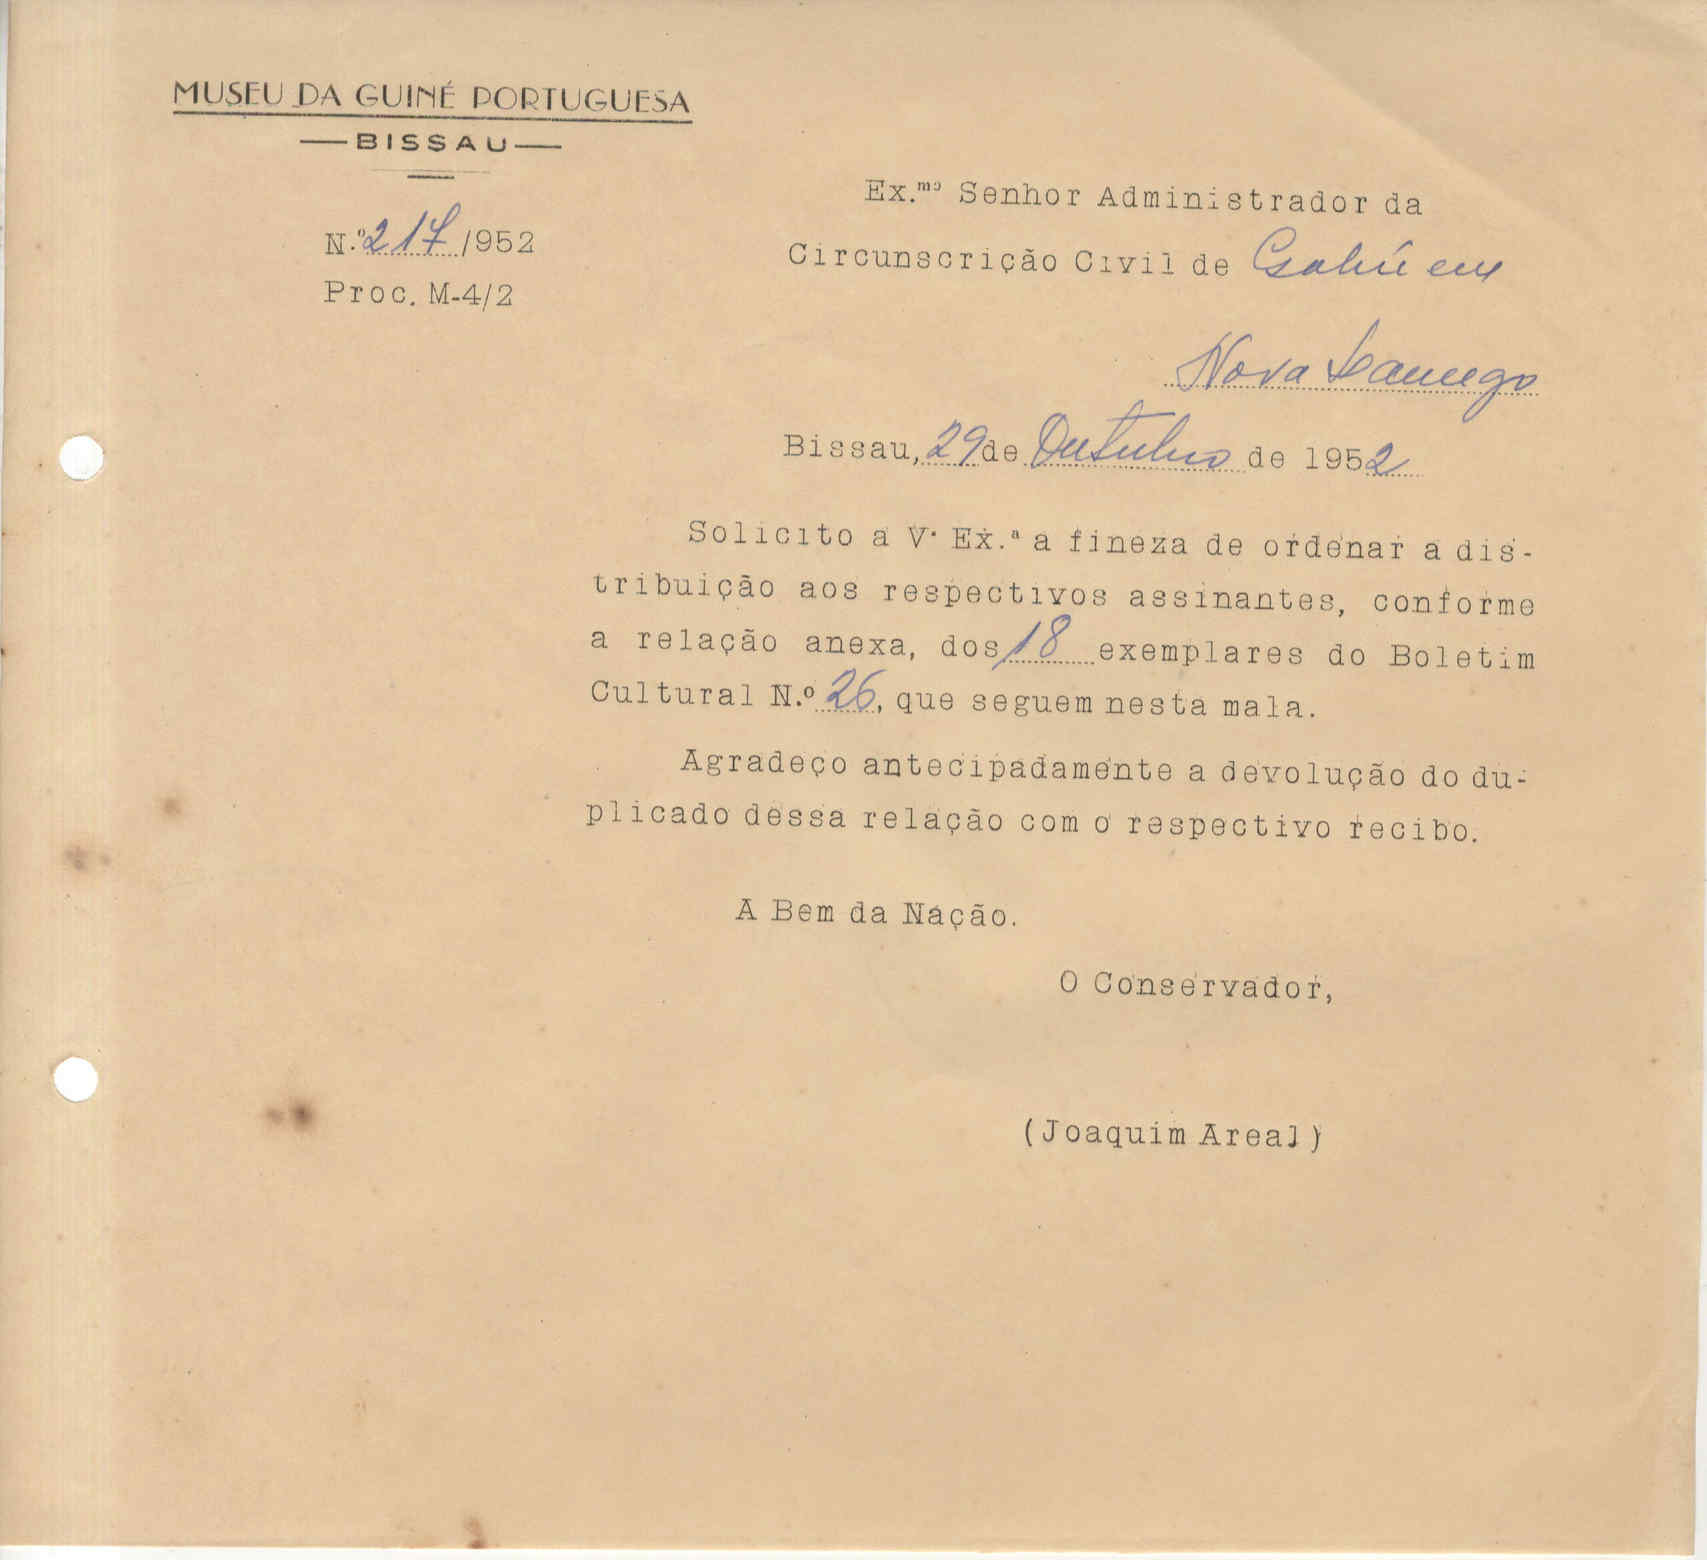 MUSEU DA GUINÉ PORTUGUESA
— BISSAU —
N.º 217/952
Proc. M-4/2
Ex.mo Senhor Administrador da
Circunscrição Civil de Gabú em
Nova Lamego
Bissau, 29 de Outubro de 1952
Solicito a V. Ex.ª a fineza de ordenar a dis-
tribuição aos respectivos assinantes, conforme
a relação anexa, dos 18 exemplares do Boletim
Cultural N.º 26, que seguem nesta mala.
Agradeço antecipadamente a devolução do du-
plicado dessa relação com o respectivo recibo.
A Bem da Nação.
O Conservador,
(Joaquim Areal)